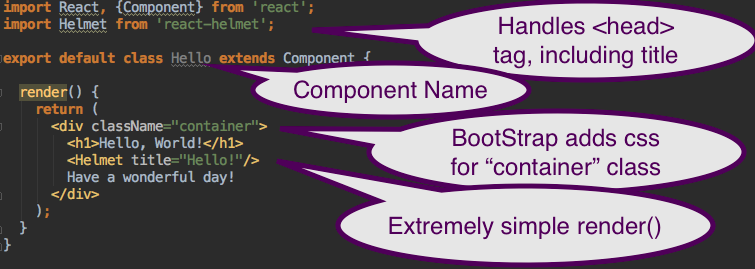 import React, {Component} from 'react';
import Helmet from 'react-helmet';
Handles <head>
tag, including title
export default class Hello extends Component {
Component Name
render() {
return (
<div className="container">
BootStrap adds css
for “container” class
<h1>Hello, World!</h1>
<Helmet title="Hello!"/>
Have a wonderful day!
</div>
Extremely simple render()
);
}
}